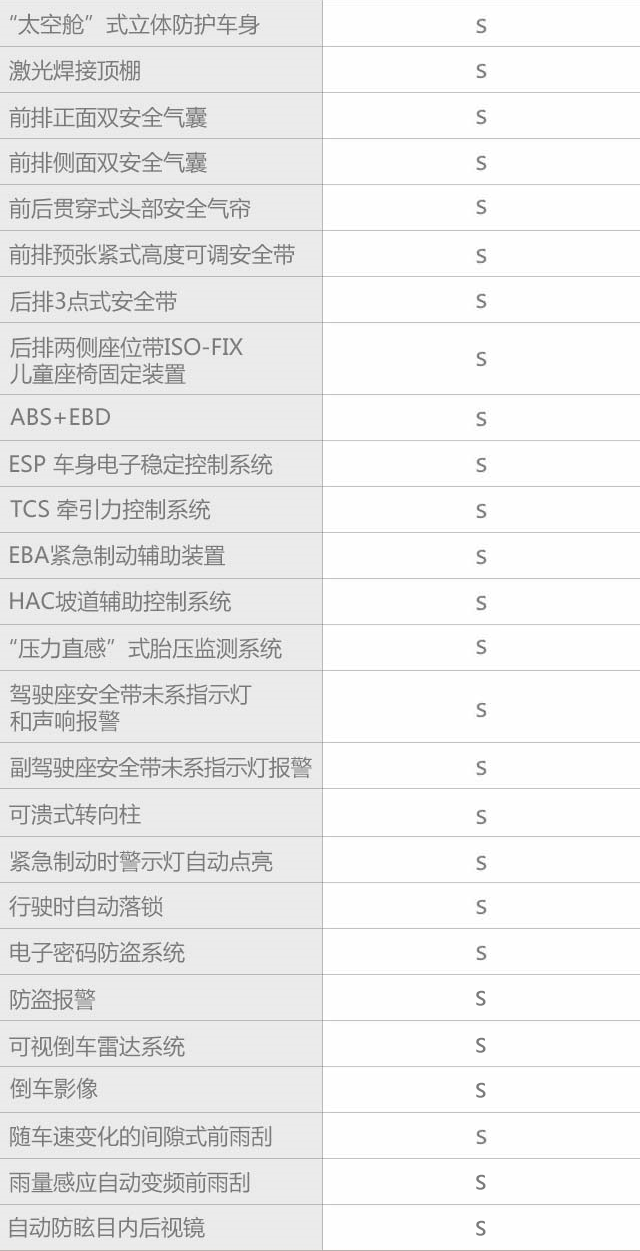 “太空舱”式立体防护车身 S
激光焊接顶棚 S
前排正面双安全气囊 S
前排侧面双安全气囊 S
前后贯穿式头部安全气帘 S
前排预张紧式高度可调安全带 S
后排3点式安全带 S
后排两侧座位带ISO-FIX
儿童座椅固定装置 S
ABS+EBD S
ESP 车身电子稳定控制系统 S
TCS 牵引力控制系统 S
EBA紧急制动辅助装置 S
HAC坡道辅助控制系统 S
“压力直感”式胎压监测系统 S
驾驶座安全带未系指示灯
和声响报警 S
副驾驶座安全带未系指示灯报警 S
可溃式转向柱 S
紧急制动时警示灯自动点亮 S
行驶时自动落锁 S
电子密码防盗系统 S
防盗报警 S
可视倒车雷达系统 S
倒车影像 S
随车速变化的间隙式前雨刮 S
雨量感应自动变频前雨刮 S
自动防眩目内后视镜 S